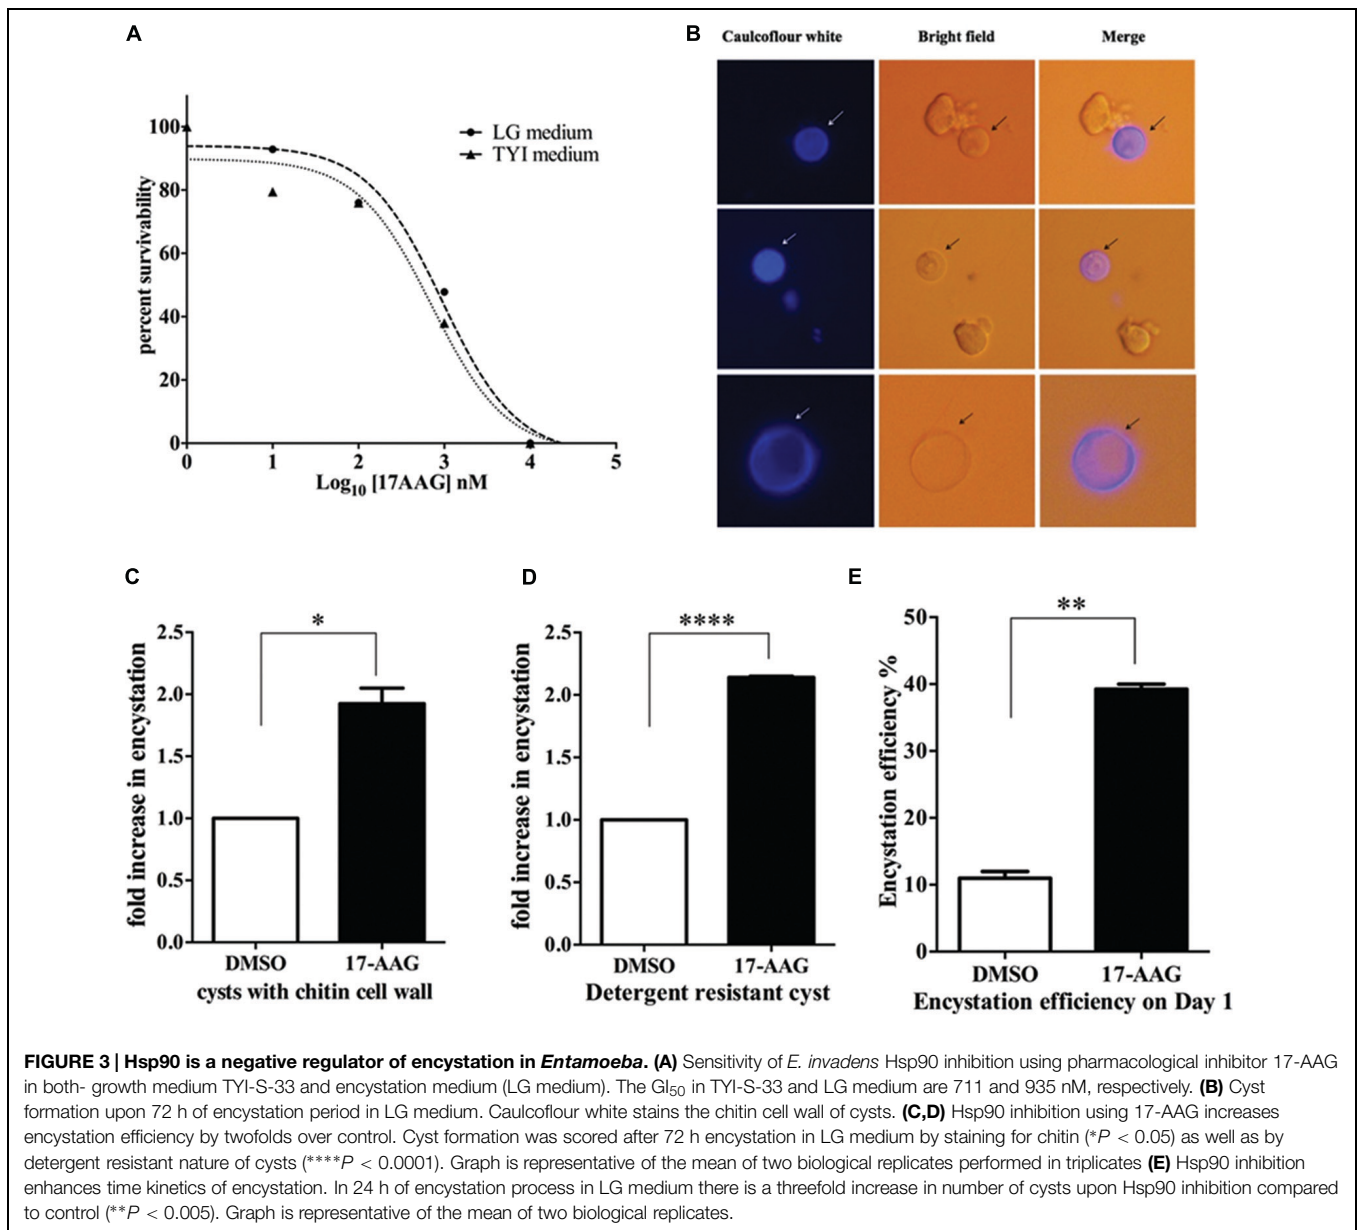 A
percent survivability
100
80
60
40
20
0
0 1 2 3 4 5
Log10 [17AAG] nM
LG medium
TYI medium
B
Caulcoflour white Bright field Merge
C
fold increase in encystation
2.5
2.0
1.5
1.0
0.5
0.0
*
DMSO 17-AAG
cysts with chitin cell wall
D
fold increase in encystation
2.5
2.0
1.5
1.0
0.5
0.0
****
DMSO 17-AAG
Detergent resistant cyst
E
Encystation efficiency %
50
40
30
20
10
0
**
DMSO 17-AAG
Encystation efficiency on Day 1
FIGURE 3 | Hsp90 is a negative regulator of encystation in Entamoeba. (A) Sensitivity of E. invadens Hsp90 inhibition using pharmacological inhibitor 17-AAG
in both- growth medium TYI-S-33 and encystation medium (LG medium). The GI50 in TYI-S-33 and LG medium are 711 and 935 nM, respectively. (B) Cyst
formation upon 72 h of encystation period in LG medium. Caulcoflour white stains the chitin cell wall of cysts. (C,D) Hsp90 inhibition using 17-AAG increases
encystation efficiency by twofolds over control. Cyst formation was scored after 72 h encystation in LG medium by staining for chitin (*P < 0.05) as well as by
detergent resistant nature of cysts (****P < 0.0001). Graph is representative of the mean of two biological replicates performed in triplicates (E) Hsp90 inhibition
enhances time kinetics of encystation. In 24 h of encystation process in LG medium there is a threefold increase in number of cysts upon Hsp90 inhibition compared
to control (**P < 0.005). Graph is representative of the mean of two biological replicates.